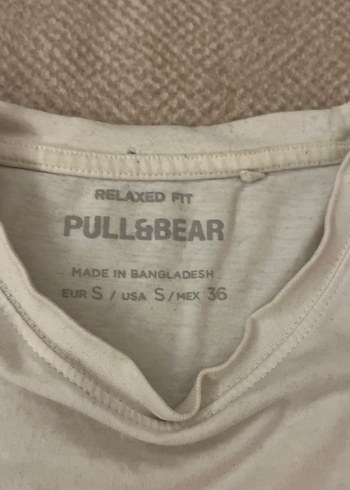 RELAXED FIT
PULL&BEAR
MADE IN BANGLADESH
EUR S / USA S / MEX 36